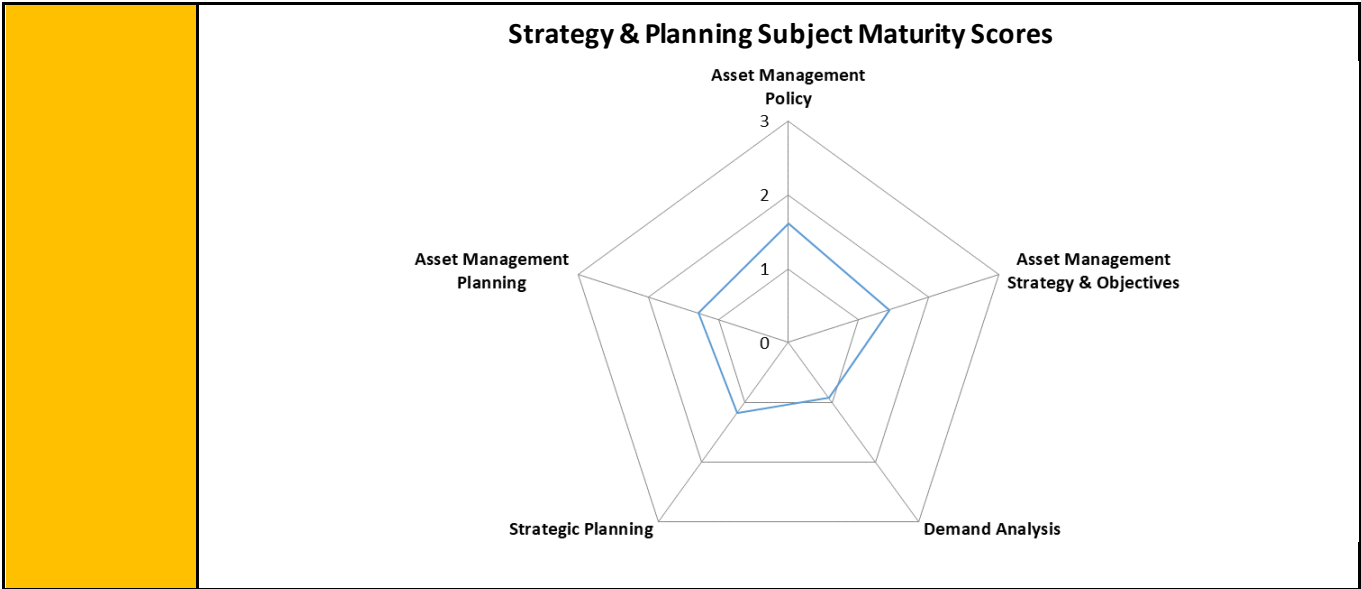 Strategy & Planning Subject Maturity Scores
Asset Management
Policy
3
2
1
0
Asset Management
Planning
Asset Management
Strategy & Objectives
Strategic Planning
Demand Analysis